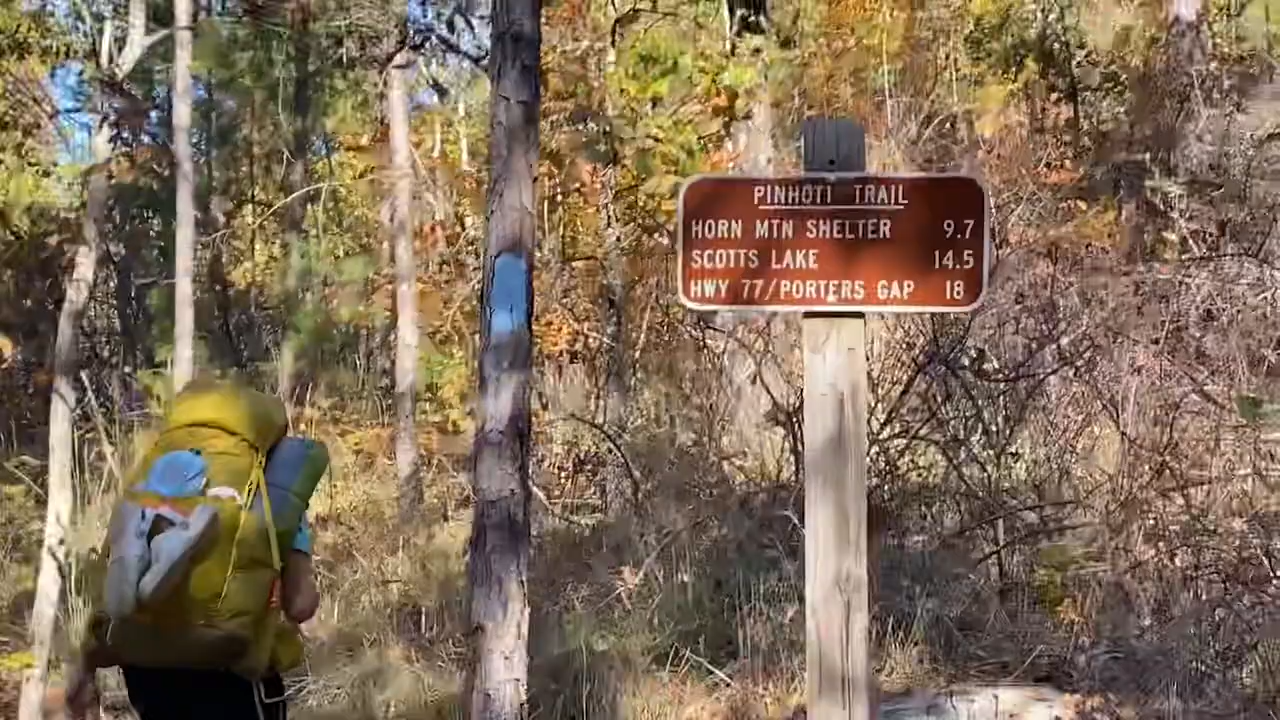 PINHOTI TRAIL
HORN MTN SHELTER 9.7
SCOTTS LAKE 14.5
HWY 77/PORTERS GAP 18